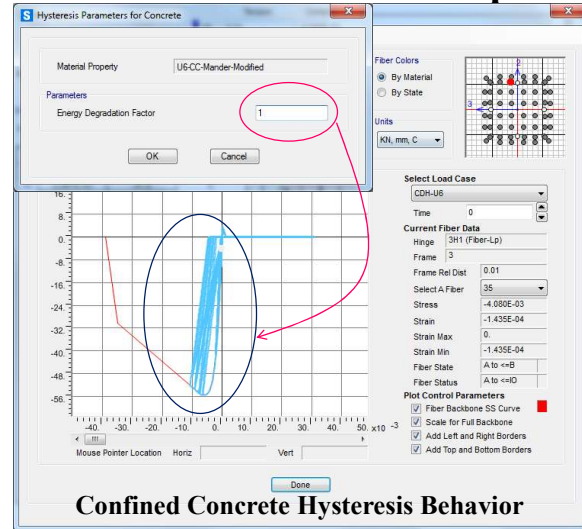 Hysteresis Parameters for Concrete
Material Property
U6-CC-Mander-Modified
Parameters
Energy Degradation Factor
1
OK
Cancel
Fiber Colors
By Material
By State
2
3
Units
KN, mm, C
Select Load Case
CDH-U6
Time
0
Current Fiber Data
Hinge
3H1 (Fiber-Lp)
Frame
3
Frame Rel Dist
0.01
Select A Fiber
35
Stress
-4.080E-03
Strain
-1.435E-04
Strain Max
0.
Strain Min
-1.435E-04
Fiber State
A to <=B
Fiber Status
A to <=IO
Plot Control Parameters
Fiber Backbone SS Curve
Scale for Full Backbone
Add Left and Right Borders
Add Top and Bottom Borders
16.
8.
0.
-8.
-16.
-24.
-32.
-40.
-48.
-56.
-40. -30. -20. -10. 0. 10. 20. 30. 40. 50. x10 -3
Mouse Pointer Location Horiz Vert
Done
Confined Concrete Hysteresis Behavior